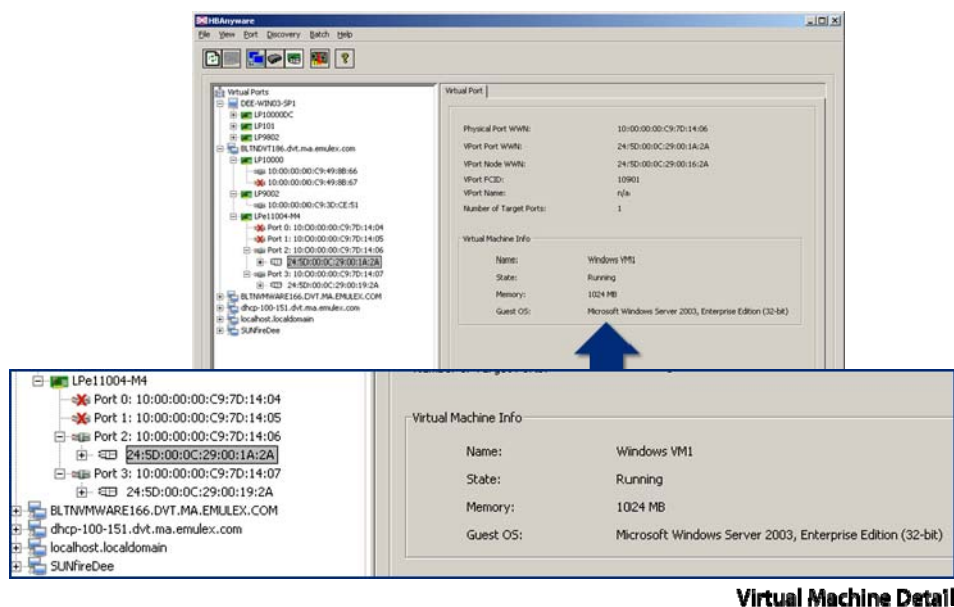 HBAnyware
File View Port Discovery Batch Help
Virtual Ports
DEE-WIN03-SP1
LP10000DC
LP101
LP9802
BLTNDVT186.dvt.ma.emulex.com
LP10000
10:00:00:00:C9:49:8B:66
10:00:00:00:C9:49:8B:67
LP9002
10:00:00:00:C9:3D:CE:51
LPe11004-M4
Port 0: 10:00:00:00:C9:7D:14:04
Port 1: 10:00:00:00:C9:7D:14:05
Port 2: 10:00:00:00:C9:7D:14:06
24:5D:00:0C:29:00:1A:2A
Port 3: 10:00:00:00:C9:7D:14:07
24:5D:00:0C:29:00:19:2A
BLTNVMWARE166.DVT.MA.EMULEX.COM
dhcp-100-151.dvt.ma.emulex.com
localhost.localdomain
SUNfireDee
Virtual Port
Physical Port WWN: 10:00:00:00:C9:7D:14:06
VPort Port WWN: 24:5D:00:0C:29:00:1A:2A
VPort Node WWN: 24:5D:00:0C:29:00:16:2A
VPort FCID: 10901
VPort Name: n/a
Number of Target Ports: 1
Virtual Machine Info
Name: Windows VM1
State: Running
Memory: 1024 MB
Guest OS: Microsoft Windows Server 2003, Enterprise Edition (32-bit)
LPe11004-M4
Port 0: 10:00:00:00:C9:7D:14:04
Port 1: 10:00:00:00:C9:7D:14:05
Port 2: 10:00:00:00:C9:7D:14:06
24:5D:00:0C:29:00:1A:2A
Port 3: 10:00:00:00:C9:7D:14:07
24:5D:00:0C:29:00:19:2A
BLTNVMWARE166.DVT.MA.EMULEX.COM
dhcp-100-151.dvt.ma.emulex.com
localhost.localdomain
SUNfireDee
Virtual Machine Info
Name: Windows VM1
State: Running
Memory: 1024 MB
Guest OS: Microsoft Windows Server 2003, Enterprise Edition (32-bit)
Virtual Machine Detail